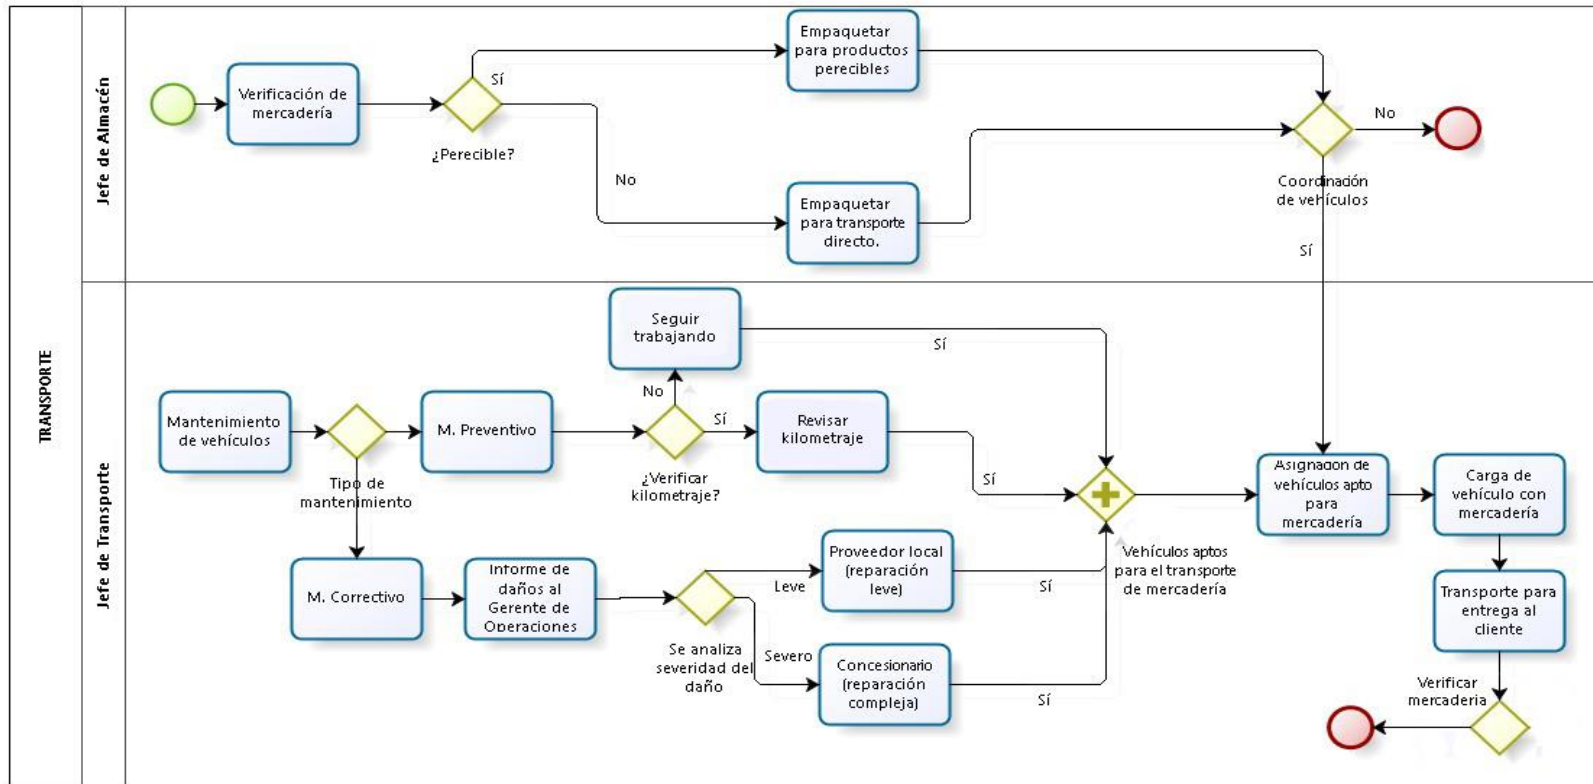 TRANSPORTE
Jefe de Almacén
Verificación de
mercadería
¿Perecible?
Sí
No
Empaquetar
para productos
perecibles
Empaquetar
para transporte
directo.
Coordinación
de vehículos
No
Sí
Jefe de Transporte
Mantenimiento
de vehículos
Tipo de
mantenimiento
M. Preventivo
¿Verificar
kilometraje?
No
Seguir
trabajando
Sí
Sí
Revisar
kilometraje
Sí
M. Correctivo
Informe de
daños al
Gerente de
Operaciones
Se analiza
severidad del
daño
Leve
Proveedor local
(reparación
leve)
Sí
Severo
Concesionario
(reparación
compleja)
Sí
Vehículos aptos
para el transporte
de mercadería
Asignación de
vehículos apto
para
mercadería
Carga de
vehículo con
mercadería
Transporte para
entrega al
cliente
Verificar
mercaderia